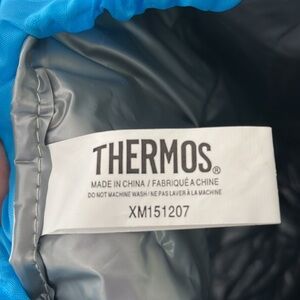 THERMOS®
MADE IN CHINA / FABRIQUÉ A CHINE
DO NOT MACHINE WASH / NE PAS LAVER À LA MACHINE
XM151207